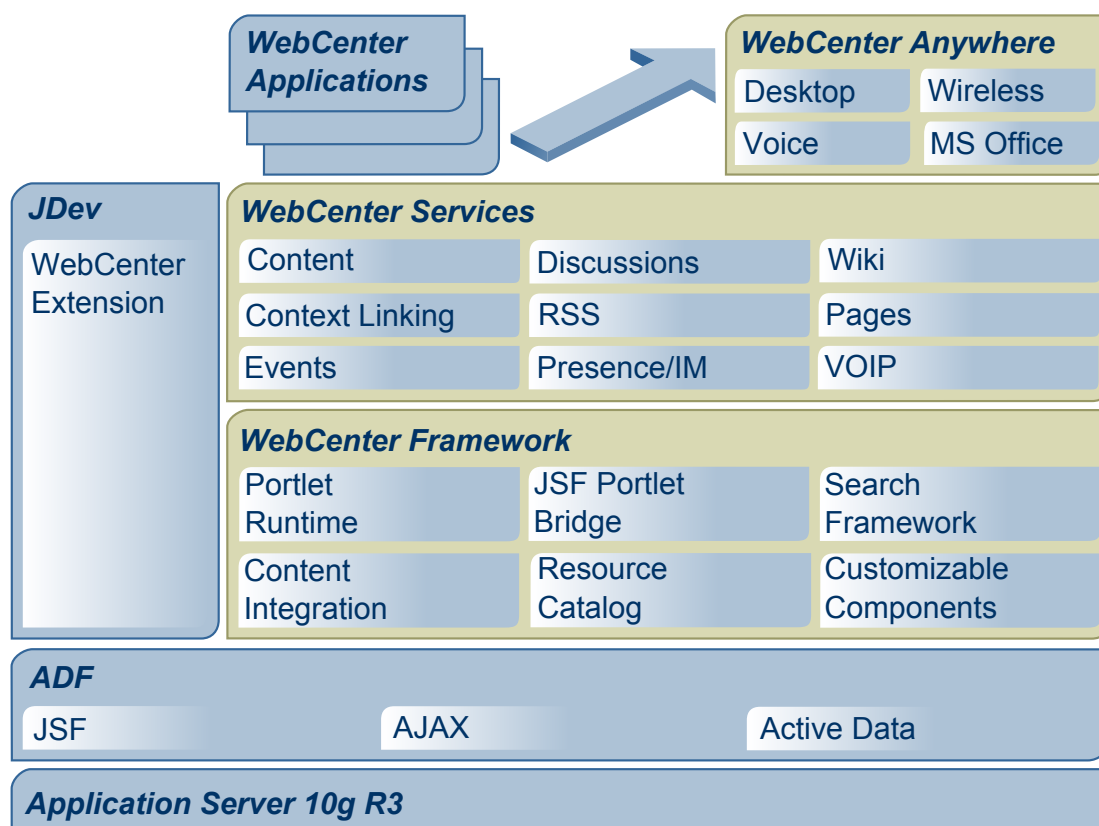 WebCenter
Applications
WebCenter Anywhere
Desktop
Wireless
Voice
MS Office
JDev
WebCenter
Extension
WebCenter Services
Content
Discussions
Wiki
Context Linking
RSS
Pages
Events
Presence/IM
VOIP
WebCenter Framework
Portlet
Runtime
JSF Portlet
Bridge
Search
Framework
Content
Integration
Resource
Catalog
Customizable
Components
ADF
JSF
AJAX
Active Data
Application Server 10g R3